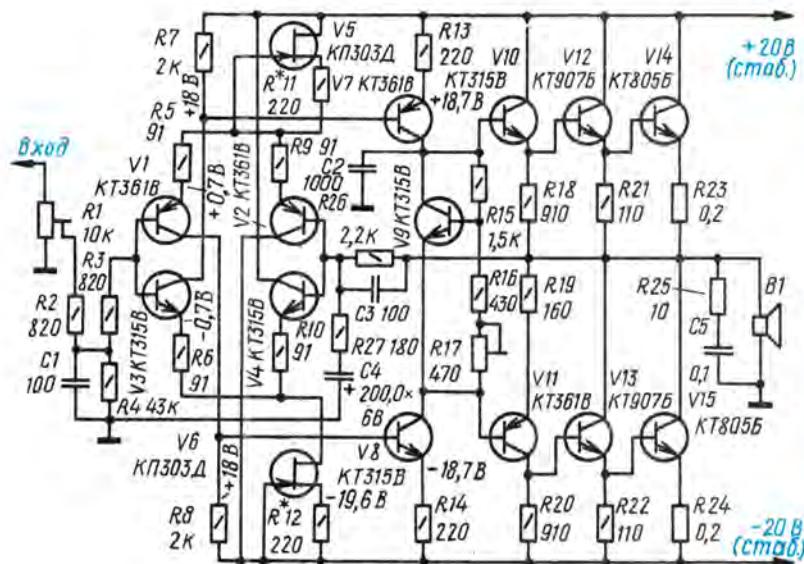 R7
2К
V5
КП303Д
R*11
220
R13
220
V7 КТ361В
+18 В
+18,7 В
V10
КТ315В
V12
КТ907Б
V14
КТ805Б
+20В
(стаб.)
Вход
R5
91
V1
КТ361В
+0,7 В
R9 91
V2 КТ361В
C2
1000
R26
2,2К
V9 КТ315В
R15
1,5К
R18
910
R21
110
R23
0,2
R1
10К
R3
820
R2
820
C1
100
R4 43К
V3 КТ315В
-0,7В
R6
91
V4 КТ315В
R10
91
C3 100
R27 180
C4
+ 200,0×
6В
R16
430
R17
470
R19
160
R25
10
C5
0,1
В1
V11
КТ361В
V13
КТ907Б
V15
КТ805Б
V6
КП303Д
+18 В
V8
КТ315В
-18,7В
-19,6 В
R8
2К
R*12
220
R14
220
R20
910
R22
110
R24
0,2
-20 В
(стаб.)